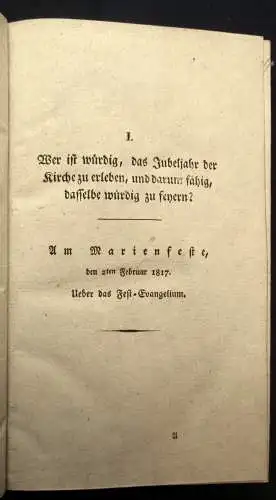 I.
Wer ist würdig, das Jubeljahr der
Kirche zu erleben, und darum fähig,
dasselbe würdig zu feyern?
Am Marienfeste,
den 2ten Februar 1817.
Ueber das Fest-Evangelium.